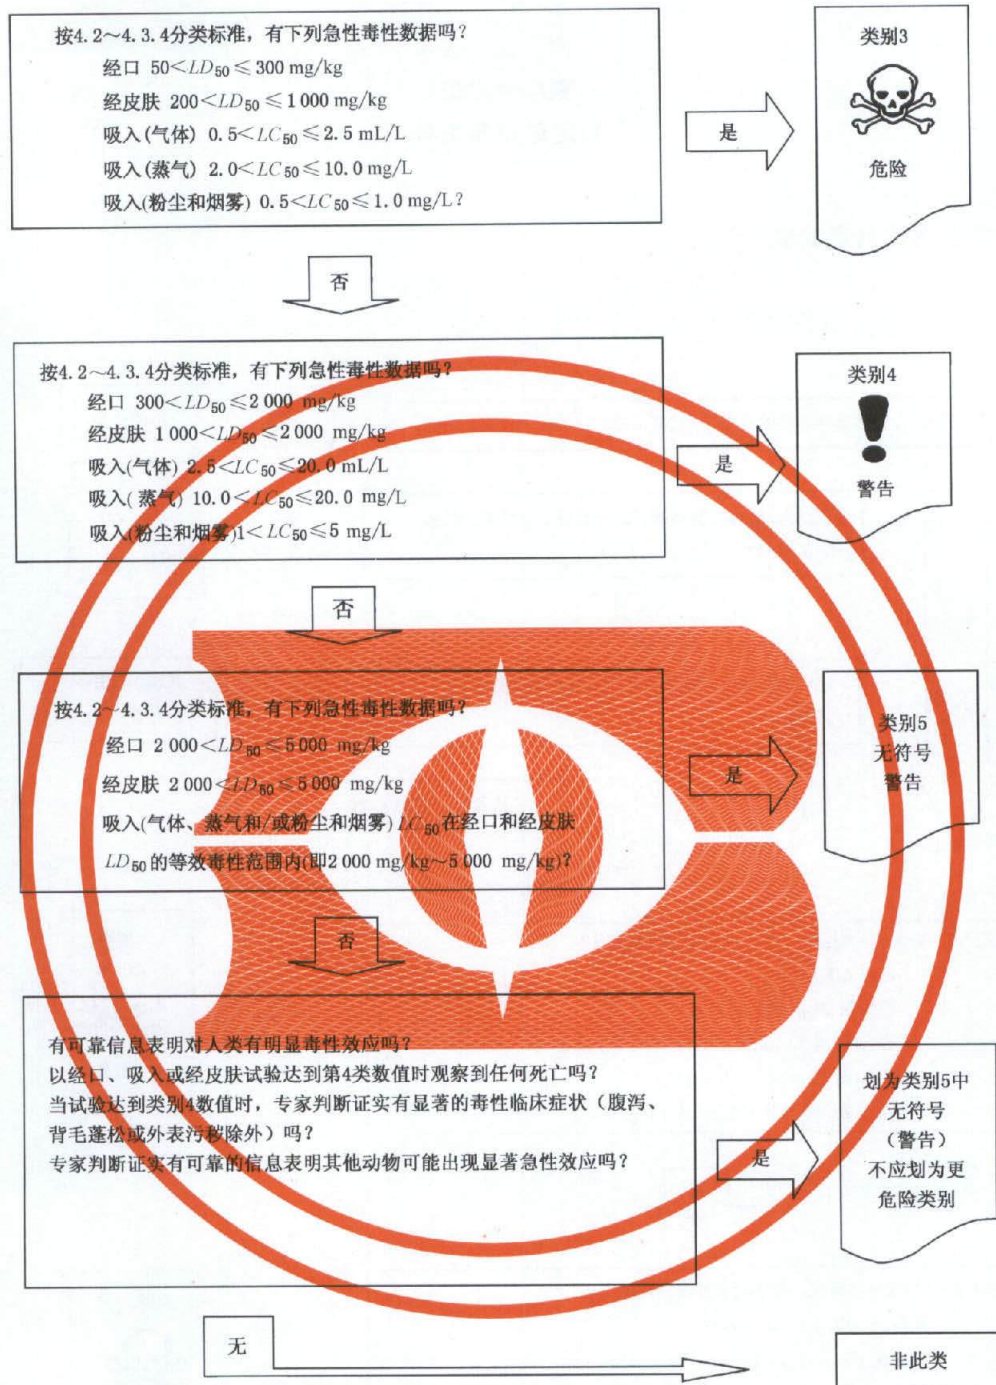 按4.2~4.3.4分类标准，有下列急性毒性数据吗？
经口 50<LD50≤300 mg/kg
经皮肤 200<LD50≤1 000 mg/kg
吸入(气体) 0.5<LC50≤2.5 mL/L
吸入(蒸气) 2.0<LC50≤10.0 mg/L
吸入(粉尘和烟雾) 0.5<LC50≤1.0 mg/L？
是
类别3
危险
否
按4.2~4.3.4分类标准，有下列急性毒性数据吗？
经口 300<LD50≤2 000 mg/kg
经皮肤 1 000<LD50≤2 000 mg/kg
吸入(气体) 2.5<LC50≤20.0 mL/L
吸入(蒸气) 10.0<LC50≤20.0 mg/L
吸入(粉尘和烟雾)1<LC50≤5 mg/L
是
类别4
警告
否
按4.2~4.3.4分类标准，有下列急性毒性数据吗？
经口 2 000<LD50≤5 000 mg/kg
经皮肤 2 000<LD50≤5 000 mg/kg
吸入(气体、蒸气和/或粉尘和烟雾) LC50在经口和经皮肤
LD50的等效毒性范围内(即2 000 mg/kg~5 000 mg/kg)？
是
类别5
无符号
警告
否
有可靠信息表明对人类有明显毒性效应吗？
以经口、吸入或经皮肤试验达到第4类数值时观察到任何死亡吗？
当试验达到类别4数值时，专家判断证实有显著的毒性临床症状（腹泻、
背毛蓬松或外表污秽除外）吗？
专家判断证实有可靠的信息表明其他动物可能出现显著急性效应吗？
是
划为类别5中
无符号
（警告）
不应划为更
危险类别
无
非此类